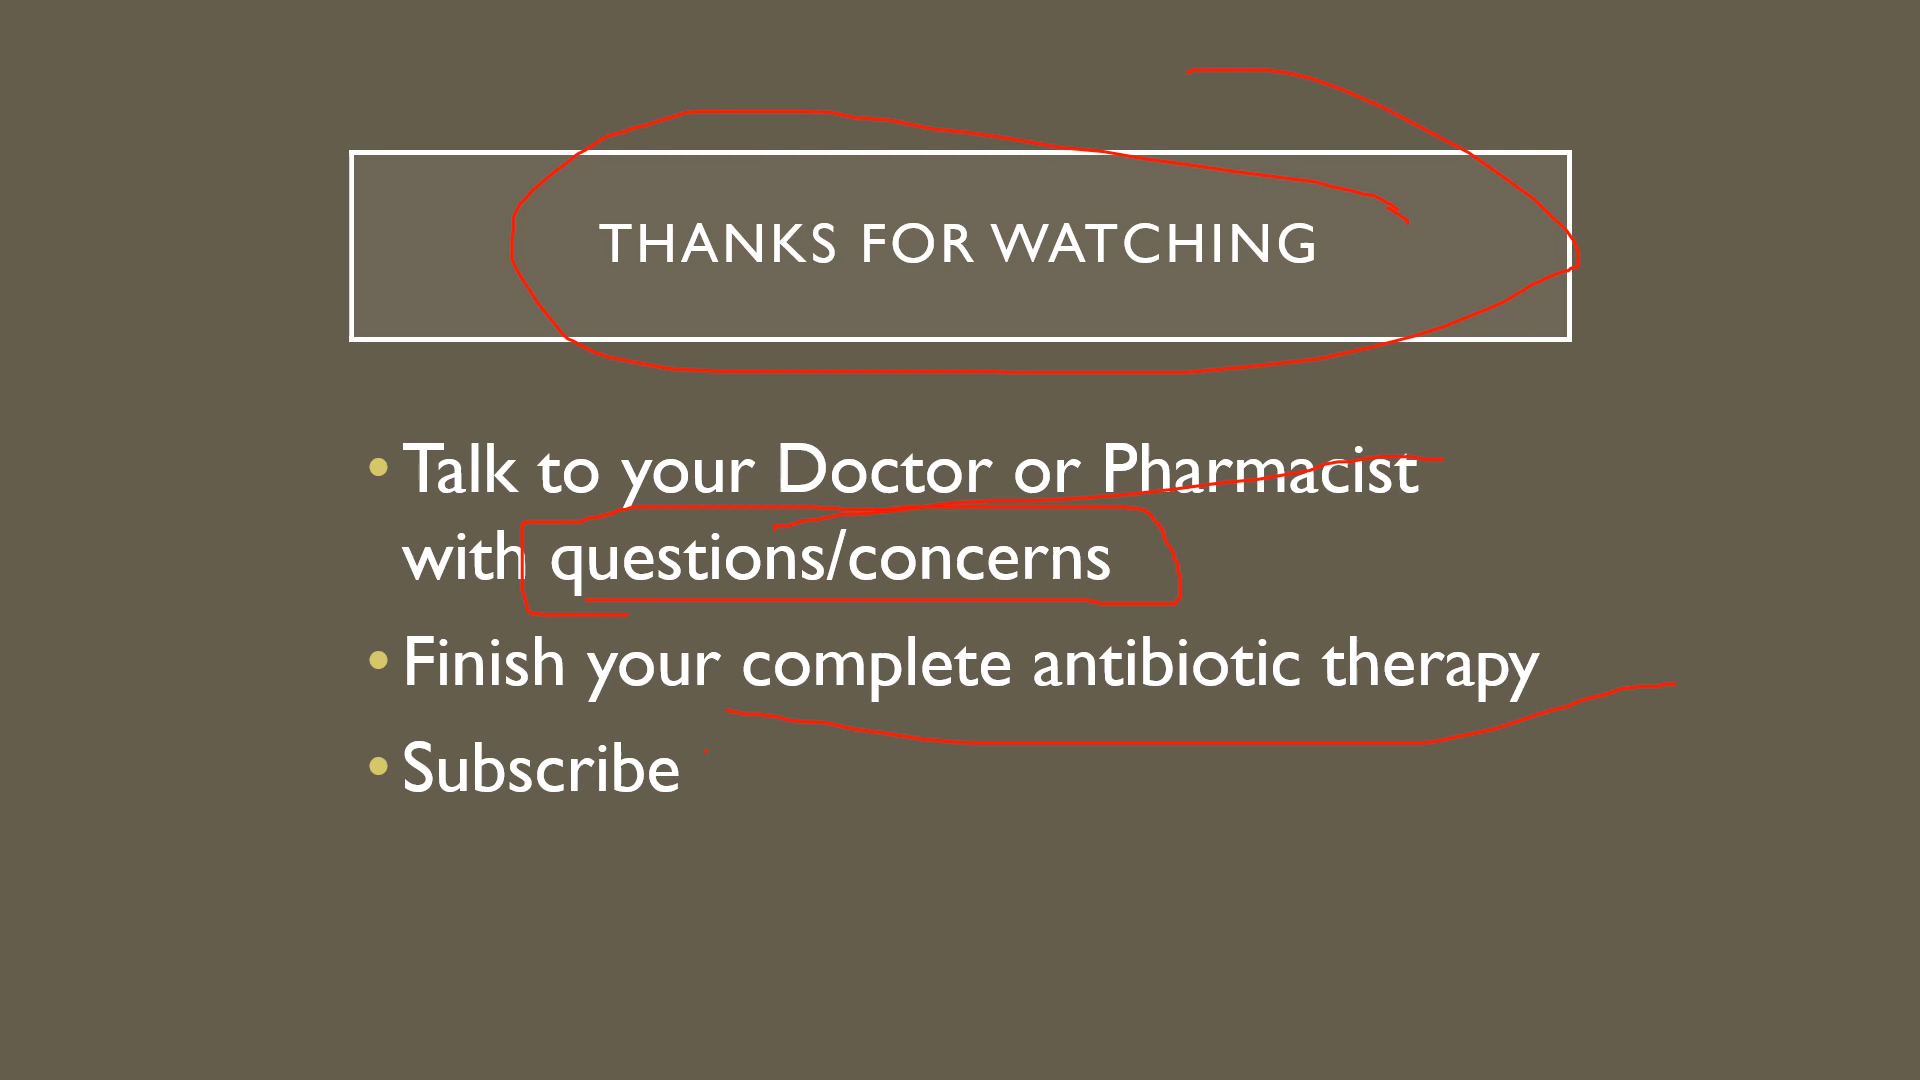 THANKS FOR WATCHING
• Talk to your Doctor or Pharmacist
with questions/concerns
• Finish your complete antibiotic therapy
• Subscribe